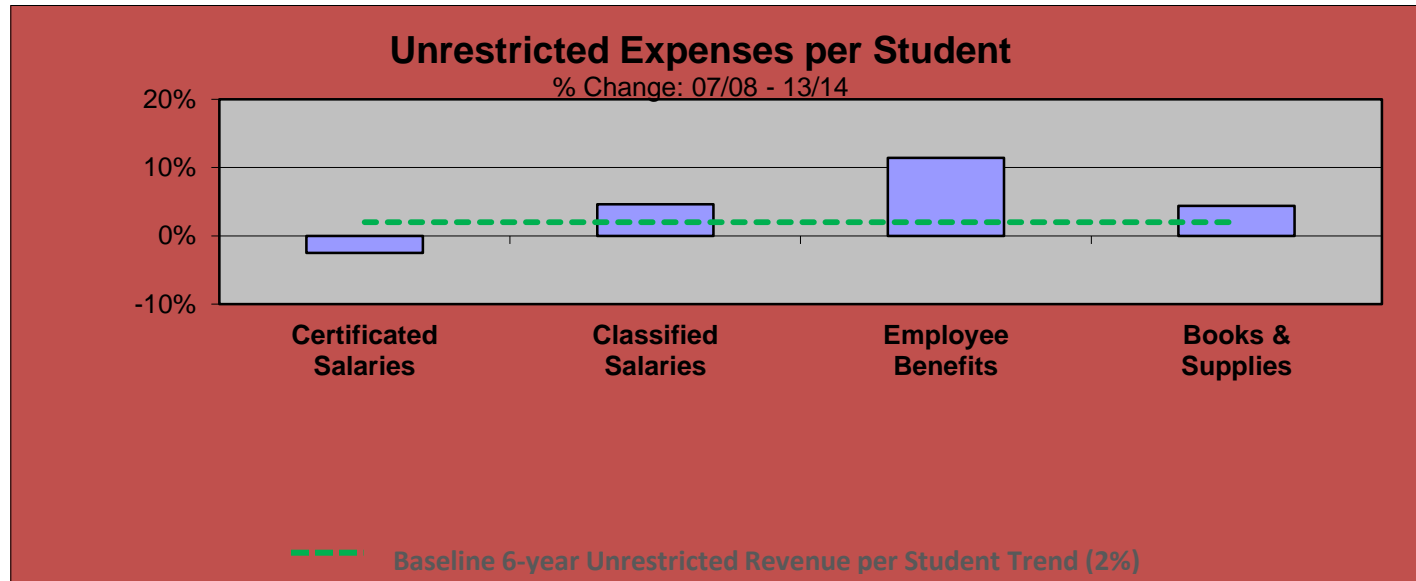 Unrestricted Expenses per Student
% Change: 07/08 - 13/14
20%
10%
0%
-10%
Certificated
Salaries
Classified
Salaries
Employee
Benefits
Books &
Supplies
Baseline 6-year Unrestricted Revenue per Student Trend (2%)